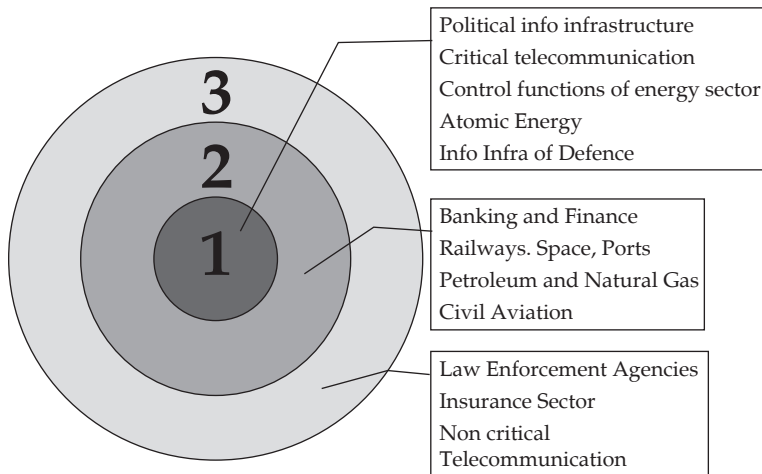 3
2
1
Political info infrastructure
Critical telecommunication
Control functions of energy sector
Atomic Energy
Info Infra of Defence
Banking and Finance
Railways. Space, Ports
Petroleum and Natural Gas
Civil Aviation
Law Enforcement Agencies
Insurance Sector
Non critical
Telecommunication